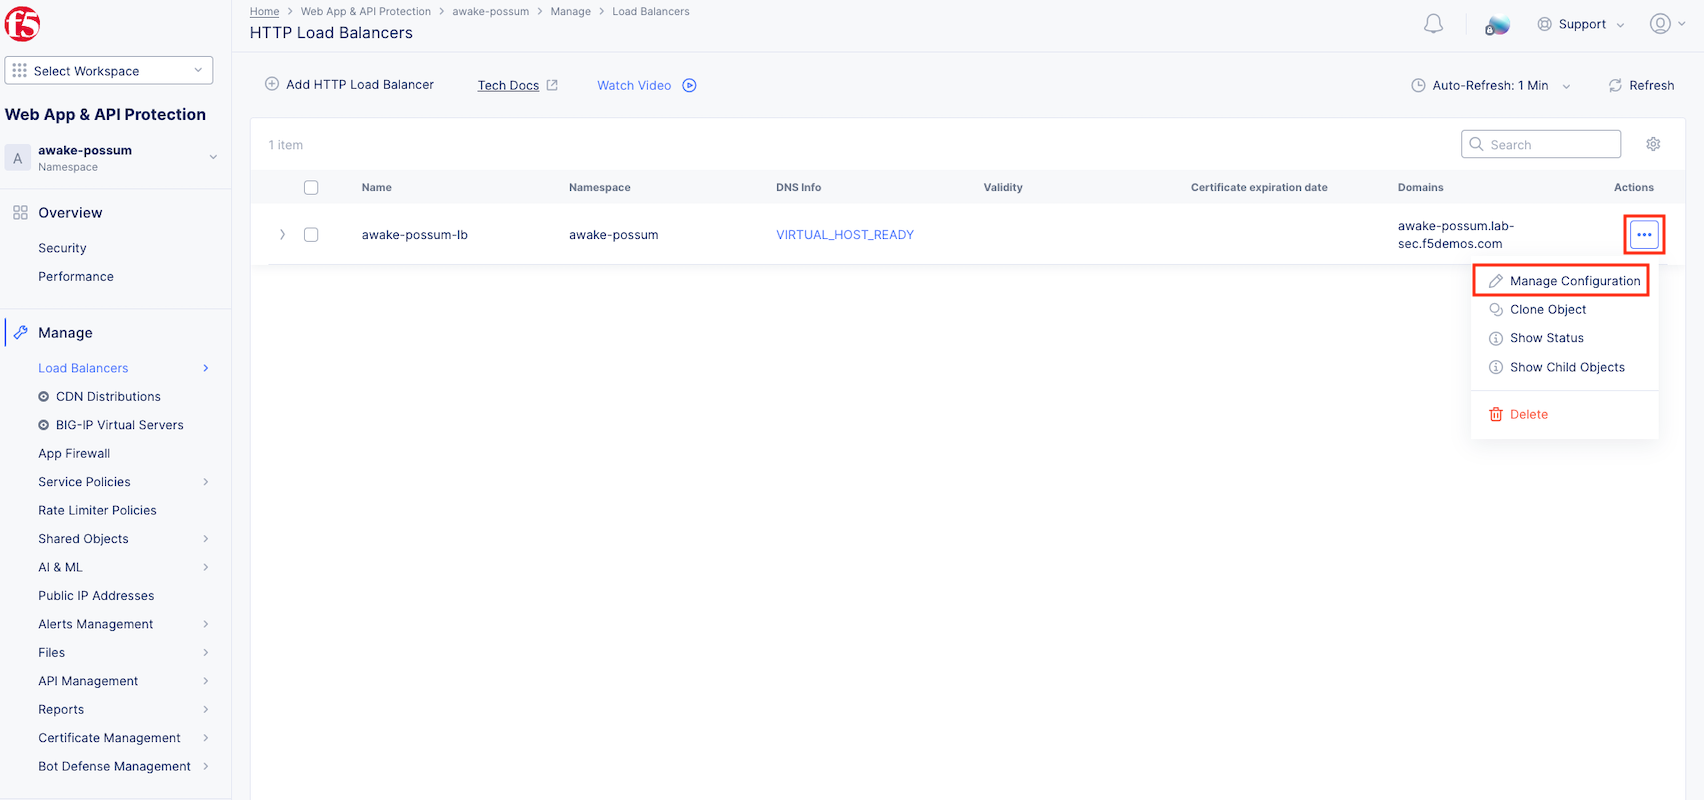 f5
Home > Web App & API Protection > awake-possum > Manage > Load Balancers
HTTP Load Balancers
Support
Select Workspace
Web App & API Protection
A
awake-possum
Namespace
Overview
Security
Performance
Manage
Load Balancers
CDN Distributions
BIG-IP Virtual Servers
App Firewall
Service Policies
Rate Limiter Policies
Shared Objects
AI & ML
Public IP Addresses
Alerts Management
Files
API Management
Reports
Certificate Management
Bot Defense Management
Add HTTP Load Balancer
Tech Docs
Watch Video
Auto-Refresh: 1 Min
Refresh
1 item
Search
Name Namespace DNS Info Validity Certificate expiration date Domains Actions
awake-possum-lb awake-possum VIRTUAL_HOST_READY awake-possum.lab-
sec.f5demos.com
Manage Configuration
Clone Object
Show Status
Show Child Objects
Delete